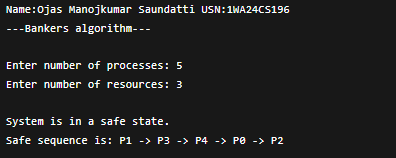 Name:Ojas Manojkumar Saundatti USN:1WA24CS196
---Bankers algorithm---
Enter number of processes: 5
Enter number of resources: 3
System is in a safe state.
Safe sequence is: P1 -> P3 -> P4 -> P0 -> P2